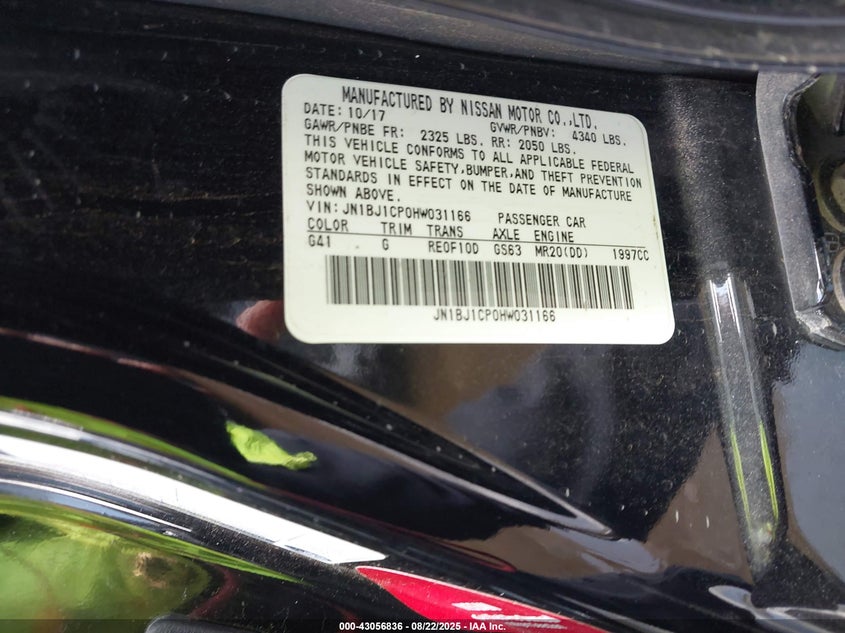 MANUFACTURED BY NISSAN MOTOR CO.,LTD.
DATE: 10/17 GVWR/PNBV: 4340 LBS.
GAWR/PNBE FR: 2325 LBS. RR: 2050 LBS.
THIS VEHICLE CONFORMS TO ALL APPLICABLE FEDERAL
MOTOR VEHICLE SAFETY,BUMPER,AND THEFT PREVENTION
STANDARDS IN EFFECT ON THE DATE OF MANUFACTURE
SHOWN ABOVE.
VIN: JN1BJ1CP0HW031166 PASSENGER CAR
COLOR TRIM TRANS AXLE ENGINE
G41 G RE0F10D GS63 MR20(DD) 1997CC
JN1BJ1CP0HW031166
000-43056836 - 08/22/2025 - IAA Inc.